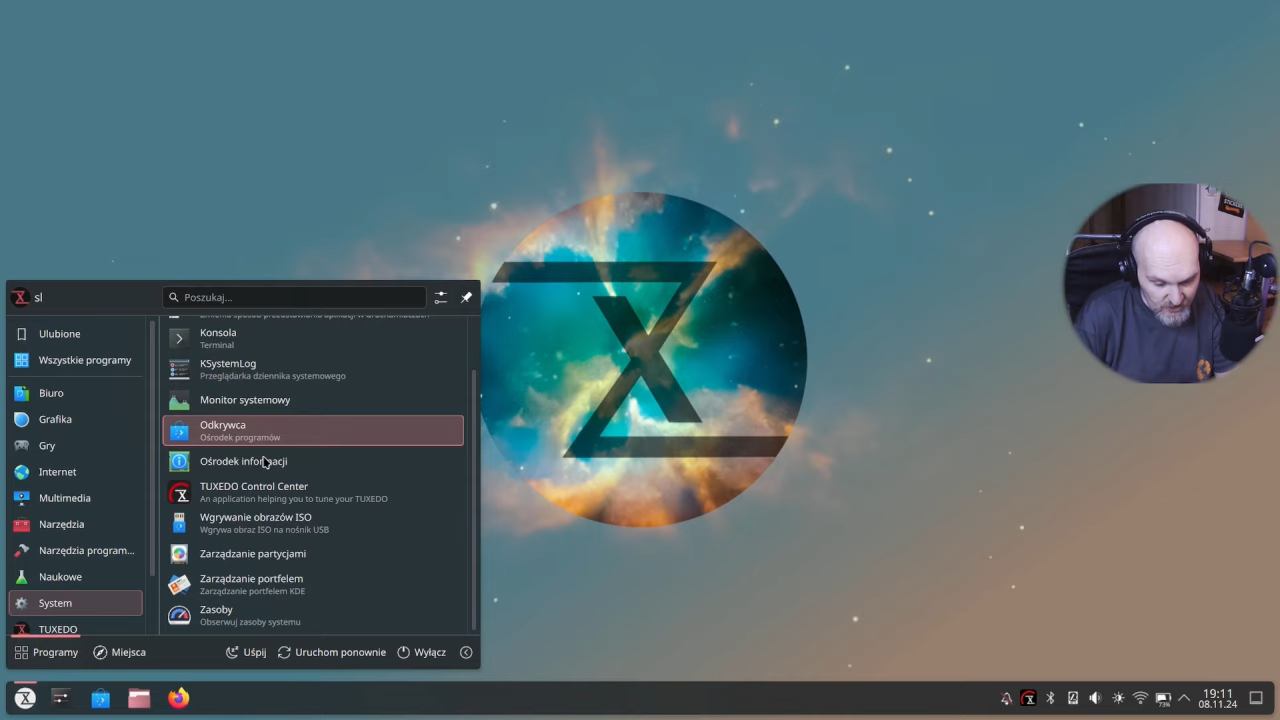 sl
Poszukaj...
Ulubione
Wszystkie programy
Biuro
Grafika
Gry
Internet
Multimedia
Narzędzia
Narzędzia program...
Naukowe
System
TUXEDO
Konsola
Terminal
KSystemLog
Przeglądarka dziennika systemowego
Monitor systemowy
Odkrywca
Ośrodek programów
Ośrodek informacji
TUXEDO Control Center
An application helping you to tune your TUXEDO
Wgrywanie obrazów ISO
Wgrywa obraz ISO na nośnik USB
Zarządzanie partycjami
Zarządzanie portfelem
Zarządzanie portfelem KDE
Zasoby
Obserwuj zasoby systemu
Programy
Miejsca
Uśpij
Uruchom ponownie
Wyłącz
73%
19:11
08.11.24